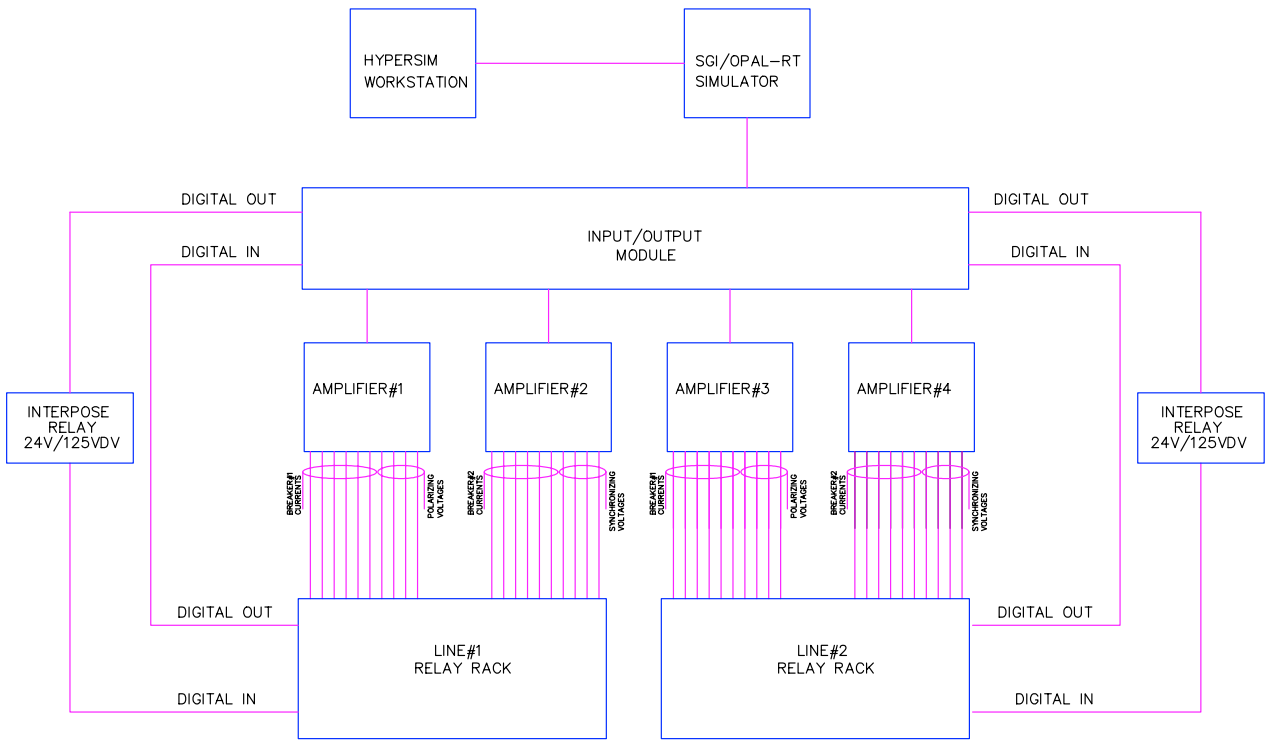 HYPERSIM
WORKSTATION
SGI/OPAL-RT
SIMULATOR
DIGITAL OUT
DIGITAL OUT
INPUT/OUTPUT
MODULE
DIGITAL IN
DIGITAL IN
AMPLIFIER#1
AMPLIFIER#2
AMPLIFIER#3
AMPLIFIER#4
INTERPOSE
RELAY
24V/125VDV
INTERPOSE
RELAY
24V/125VDV
BREAKER#1
CURRENTS
POLARIZING
VOLTAGES
BREAKER#2
CURRENTS
SYNCHRONIZING
VOLTAGES
BREAKER#1
CURRENTS
POLARIZING
VOLTAGES
BREAKER#2
CURRENTS
SYNCHRONIZING
VOLTAGES
DIGITAL OUT
DIGITAL OUT
LINE#1
RELAY RACK
LINE#2
RELAY RACK
DIGITAL IN
DIGITAL IN